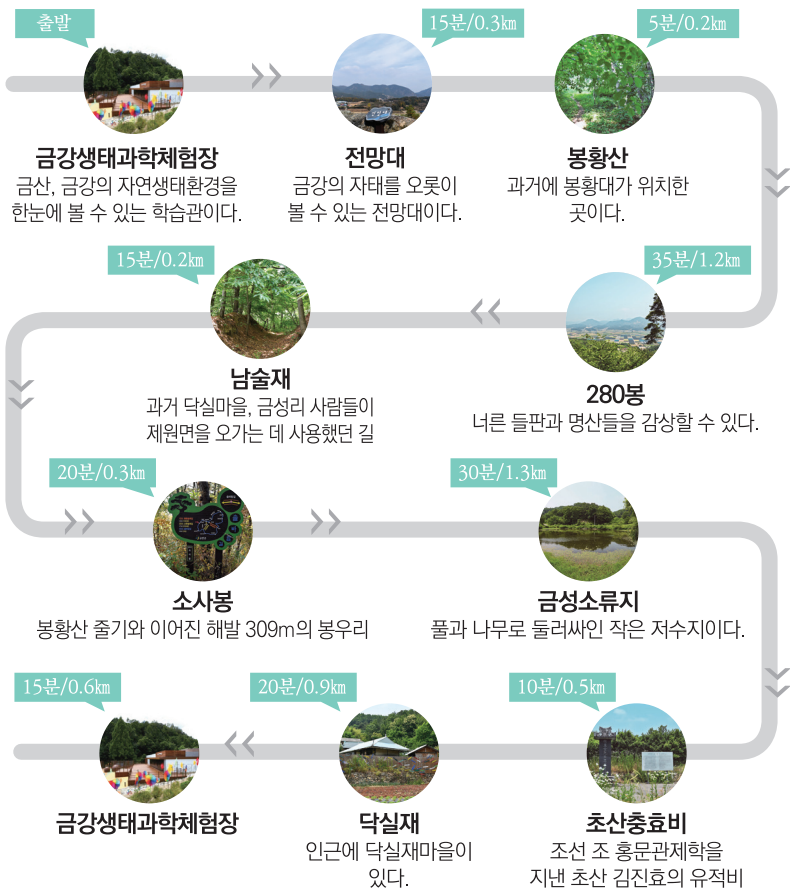 출발
금강생태과학체험장
금산, 금강의 자연생태환경을
한눈에 볼 수 있는 학습관이다.
15분/0.3㎞
전망대
금강의 자태를 오롯이
볼 수 있는 전망대이다.
5분/0.2㎞
봉황산
과거에 봉황대가 위치한
곳이다.
35분/1.2㎞
280봉
너른 들판과 명산들을 감상할 수 있다.
15분/0.2㎞
남술재
과거 닥실마을, 금성리 사람들이
제원면을 오가는 데 사용했던 길
20분/0.3㎞
소사봉
봉황산 줄기와 이어진 해발 309m의 봉우리
30분/1.3㎞
금성소류지
풀과 나무로 둘러싸인 작은 저수지이다.
10분/0.5㎞
초산충효비
조선 조 홍문관제학을
지낸 초산 김진효의 유적비
20분/0.9㎞
닥실재
인근에 닥실재마을이
있다.
15분/0.6㎞
금강생태과학체험장